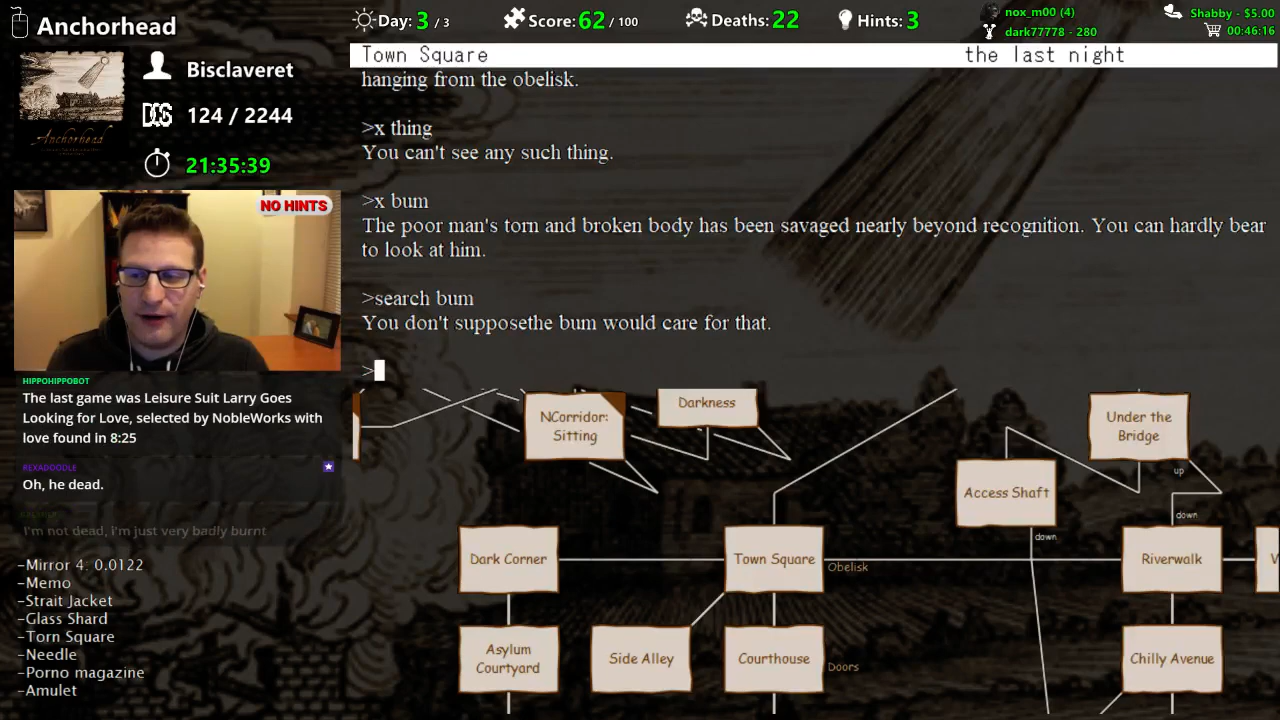 Anchorhead
Day: 3 / 3
Score: 62 / 100
Deaths: 22
Hints: 3
nox_m00 (4)
dark77778 - 280
Shabby - $5.00
00:46:16
Anchorhead
Bisclaveret
DCG 124 / 2244
21:35:39
NO HINTS
Town Square the last night
hanging from the obelisk.
>x thing
You can't see any such thing.
>x bum
The poor man's torn and broken body has been savaged nearly beyond recognition. You can hardly bear
to look at him.
>search bum
You don't supposethe bum would care for that.
>
HIPPOHIPPOBOT
The last game was Leisure Suit Larry Goes
Looking for Love, selected by NobleWorks with
love found in 8:25
REXADOODLE
Oh, he dead.
I'm not dead, i'm just very badly burnt
-Mirror 4: 0.0122
-Memo
-Strait Jacket
-Glass Shard
-Torn Square
-Needle
-Porno magazine
-Amulet
NCorridor:
Sitting
Darkness
Under the
Bridge
up
Access Shaft
down
down
Dark Corner
Town Square
Obelisk
Riverwalk
V
Asylum
Courtyard
Side Alley
Courthouse
Doors
Chilly Avenue